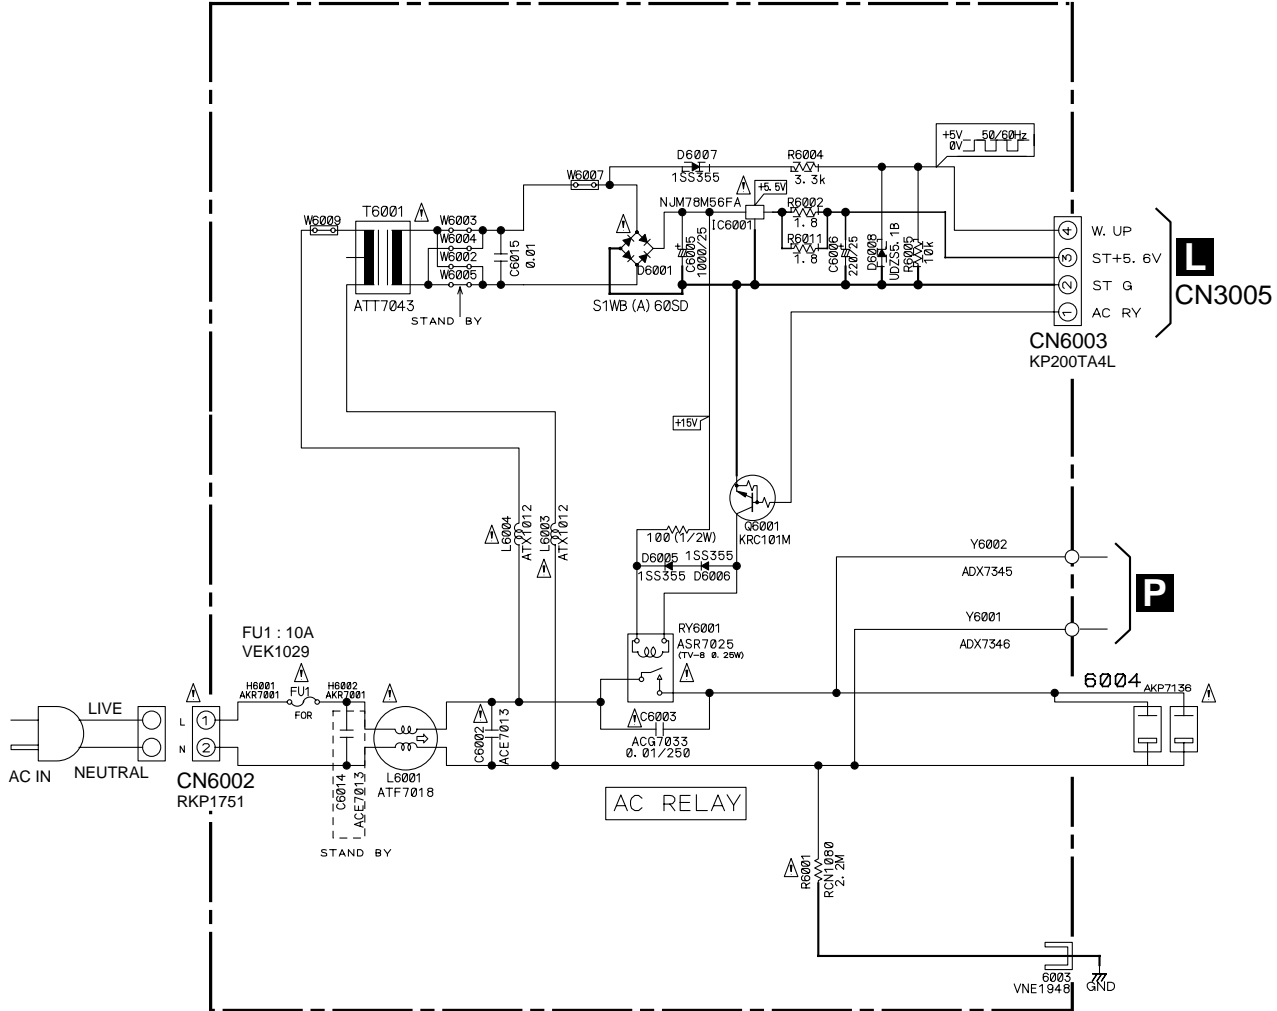 +5V 50/60Hz
0V
D6007
1SS355
R6004
3.3k
W6007
+5.5V
NJM78M56FA
IC6001
R6002
1.8
R6011
1.8
T6001
W6009
W6003
W6004
W6002
W6005
C6015
0.01
ATT7043
STAND BY
D6001
S1WB(A)60SD
C6005
1000/25
C6006
220/25
D6008
UDZS5.1B
R6005
10k
4 W. UP
3 ST+5.6V
2 ST G
1 AC RY
L
CN3005
CN6003
KP200TA4L
+15V
L6004
ATX1012
L6003
ATX1012
Q6001
KRC101M
100(1/2W)
D6005
1SS355
1SS355
D6006
Y6002
ADX7345
P
Y6001
ADX7346
RY6001
ASR7025
(TV-8 0.25W)
FU1 : 10A
VEK1029
H6001
AKR7001
FU1
FOR
H6002
AKR7001
6004
AKP7136
LIVE
NEUTRAL
AC IN
L 1
N 2
CN6002
RKP1751
C6014
ACE7013
STAND BY
L6001
ATF7018
C6002
ACE7013
C6003
ACG7033
0.01/250
AC RELAY
R6001
RCN1080
2.2M
6003
VNE1948
GND